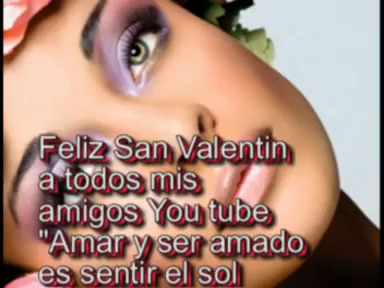 Feliz San Valentin
a todos mis
amigos You tube
"Amar y ser amado
es sentir el sol